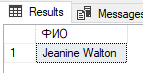 Results Messages
ФИО
1 Jeanine Walton